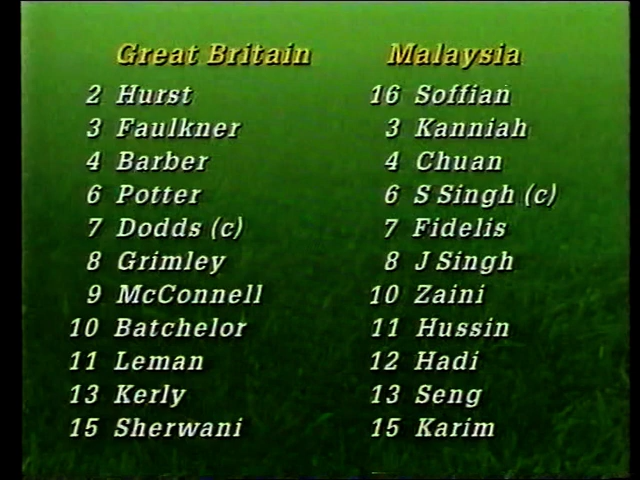 Great Britain Malaysia
2 Hurst 16 Soffian
3 Faulkner 3 Kanniah
4 Barber 4 Chuan
6 Potter 6 S Singh (c)
7 Dodds (c) 7 Fidelis
8 Grimley 8 J Singh
9 McConnell 10 Zaini
10 Batchelor 11 Hussin
11 Leman 12 Hadi
13 Kerly 13 Seng
15 Sherwani 15 Karim